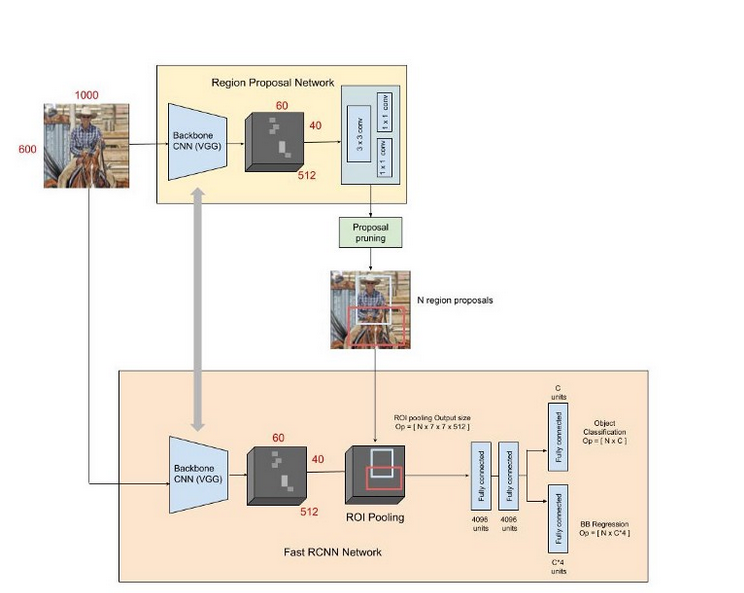 Region Proposal Network
1000
600
Backbone
CNN (VGG)
60
40
512
3 x 3 conv
1 x 1 conv
1 x 1 conv
Proposal
pruning
N region proposals
Backbone
CNN (VGG)
60
40
512
ROI Pooling
ROI pooling Output size
Op = [ N x 7 x 7 x 512 ]
Fully connected
4096
units
Fully connected
4096
units
C
units
Fully connected
Object
Classification
Op = [ N x C ]
Fully connected
C*4
units
BB Regression
Op = [ N x C*4 ]
Fast RCNN Network